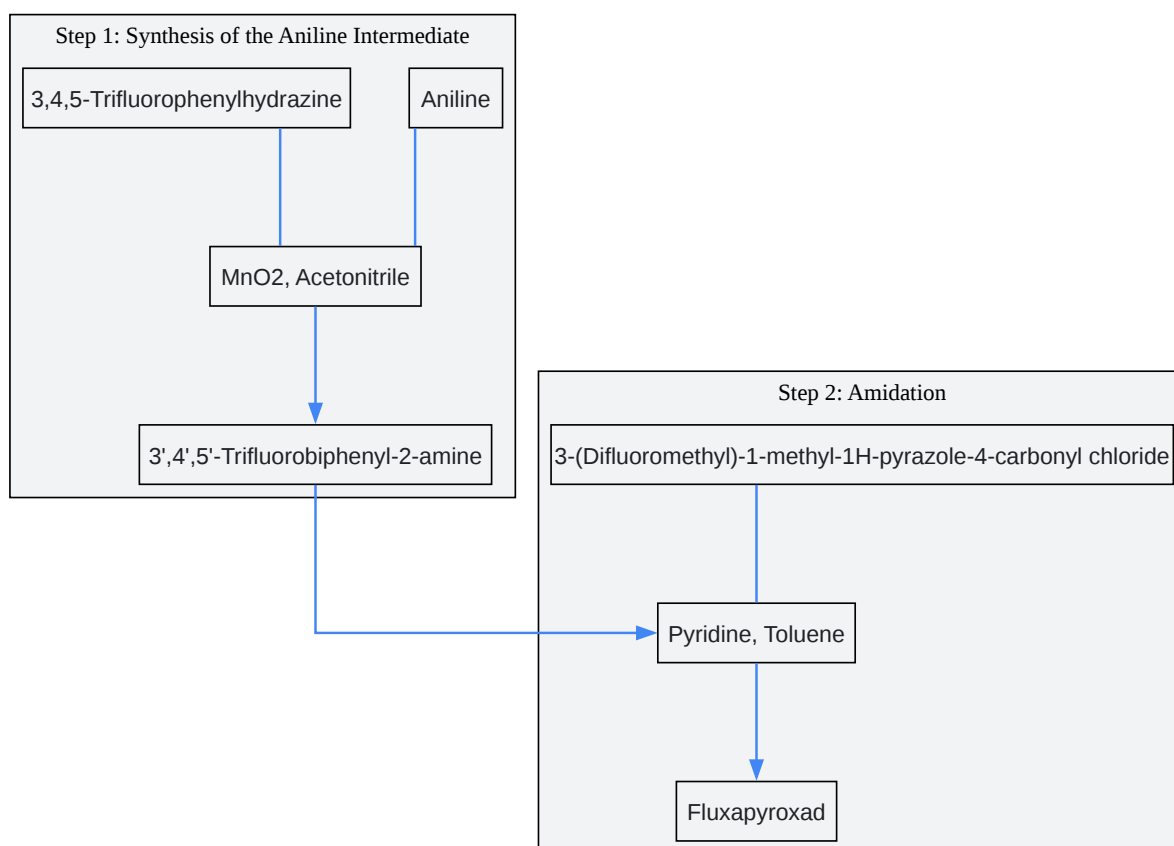 Step 1: Synthesis of the Aniline Intermediate
3,4,5-Trifluorophenylhydrazine
Aniline
MnO2, Acetonitrile
3',4',5'-Trifluorobiphenyl-2-amine
Step 2: Amidation
3-(Difluoromethyl)-1-methyl-1H-pyrazole-4-carbonyl chloride
Pyridine, Toluene
Fluxapyroxad